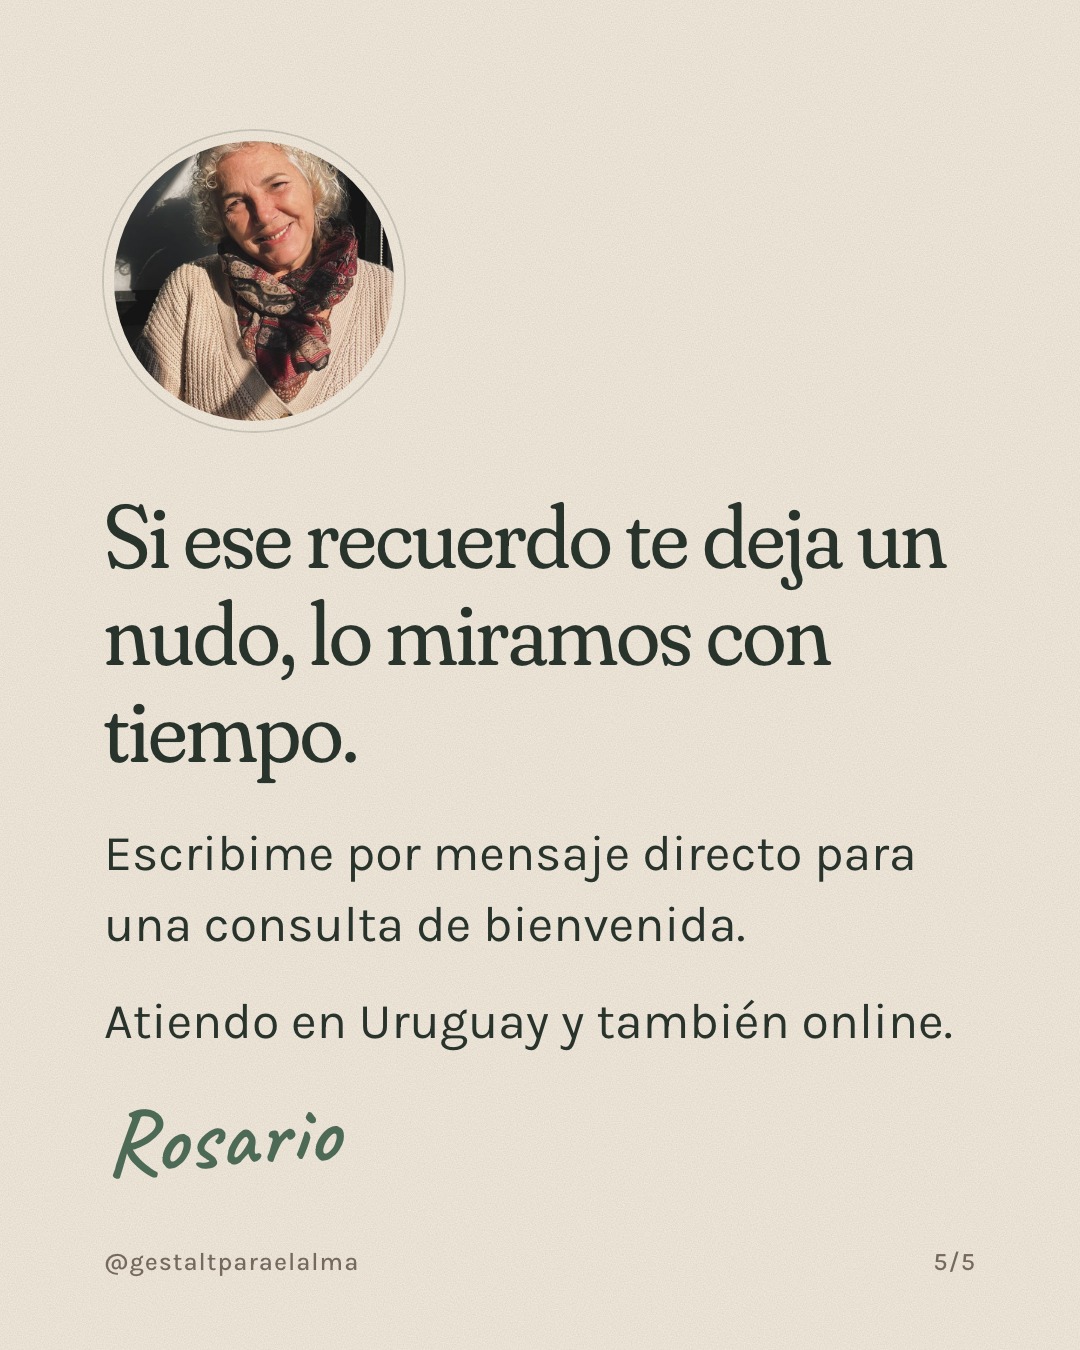 Si ese recuerdo te deja un
nudo, lo miramos con
tiempo.
Escribime por mensaje directo para
una consulta de bienvenida.
Atiendo en Uruguay y también online.
Rosario
@gestaltparaelalma
5/5